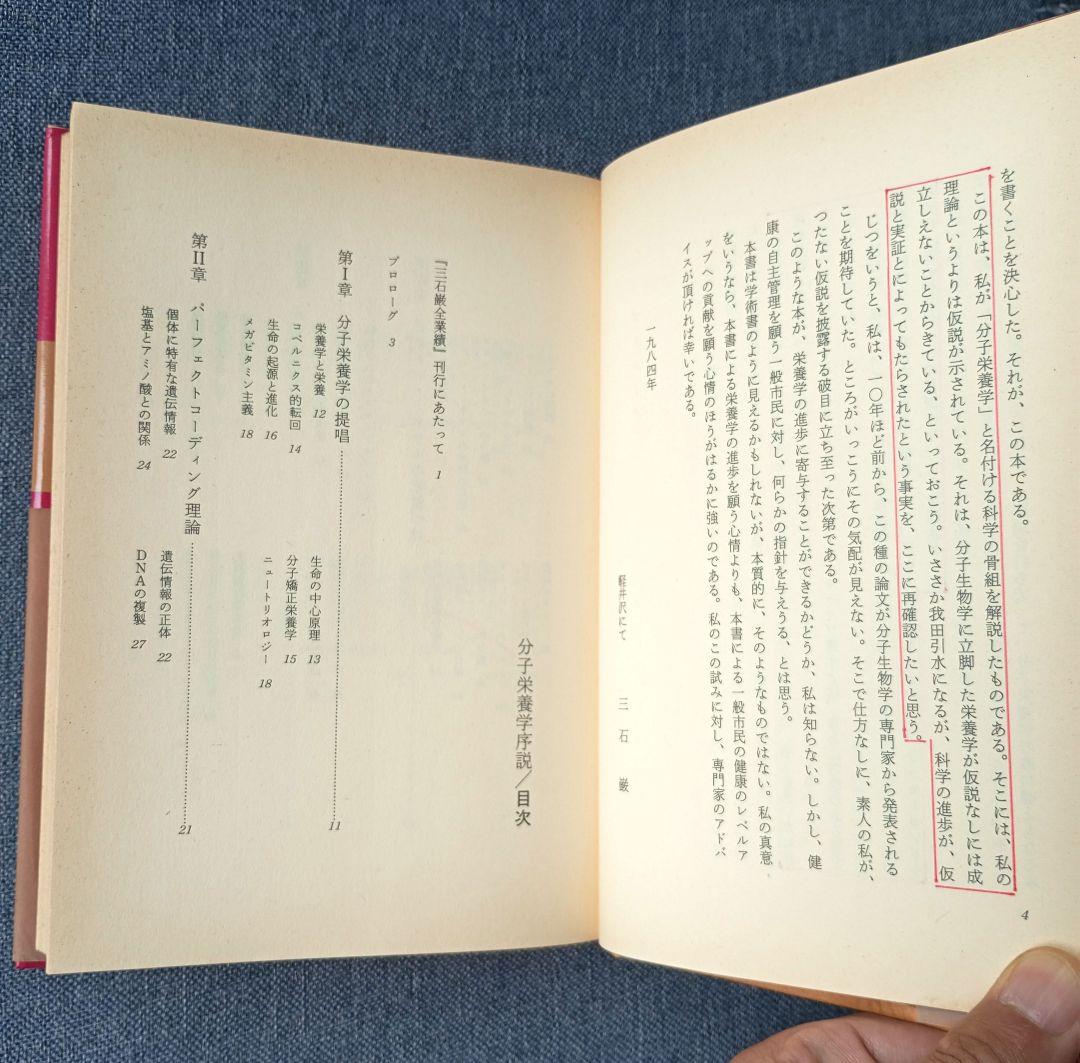 を書くことを決心した。それが、この本である。
この本は、私が「分子栄養学」と名付ける科学の骨組を解説したものである。そこには、私の
理論というよりは仮説が示されている。それは、分子生物学に立脚した栄養学が仮説なしには成
立しえないことからきている、といっておこう。いささか我田引水になるが、科学の進歩が、仮
説と実証とによってもたらされたという事実を、ここに再確認したいと思う。
じつをいうと、私は、一〇年ほど前から、この種の論文が分子生物学の専門家から発表される
ことを期待していた。ところがいっこうにその気配が見えない。そこで仕方なしに、素人の私が、
つたない仮説を披露する破目に立ち至った次第である。
このような本が、栄養学の進歩に寄与することができるかどうか、私は知らない。しかし、健
康の自主管理を願う一般市民に対し、何らかの指針を与えうる、とは思う。
本書は学術書のように見えるかもしれないが、本質的に、そのようなものではない。私の真意
をいうなら、本書による栄養学の進歩を願う心情よりも、本書による一般市民の健康のレベルア
ップへの貢献を願う心情のほうがはるかに強いのである。私のこの試みに対し、専門家のアドバ
イスが頂ければ幸いである。
一九八四年
軽井沢にて
三石 巌
4
分子栄養学序説／目次
『三石巌全業績』刊行にあたって 1
プロローグ 3
第Ⅰ章 分子栄養学の提唱 11
栄養学と栄養 12
生命の中心原理 13
コペルニクス的転回 14
分子矯正栄養学 15
生命の起源と進化 16
ニュートリオロジー 18
メガビタミン主義 18
第Ⅱ章 パーフェクトコーディング理論 21
個体に特有な遺伝情報 22
遺伝情報の正体 22
塩基とアミノ酸との関係 24
DNAの複製 27